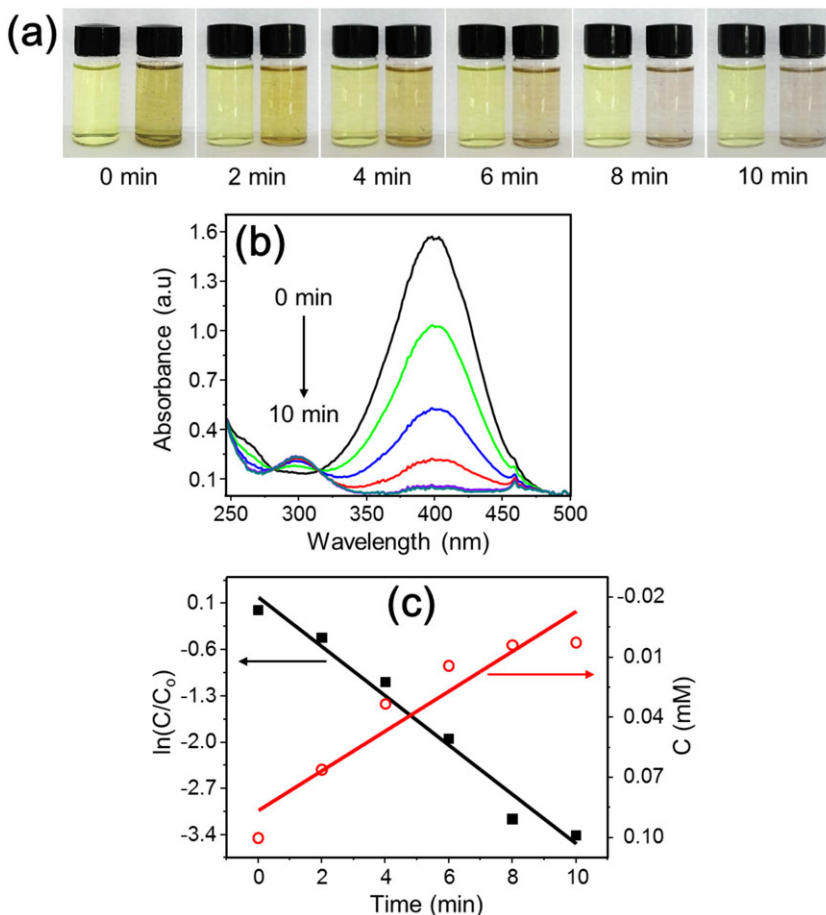 (a)
0 min 2 min 4 min 6 min 8 min 10 min
(b)
1.6
1.3
1.0
0.7
0.4
0.1
Absorbance (a.u)
0 min
10 min
250 300 350 400 450 500
Wavelength (nm)
(c)
0.1
-0.6
-1.3
-2.0
-2.7
-3.4
ln(C/Co)
-0.02
0.01
0.04
0.07
0.10
C (mM)
0 2 4 6 8 10
Time (min)